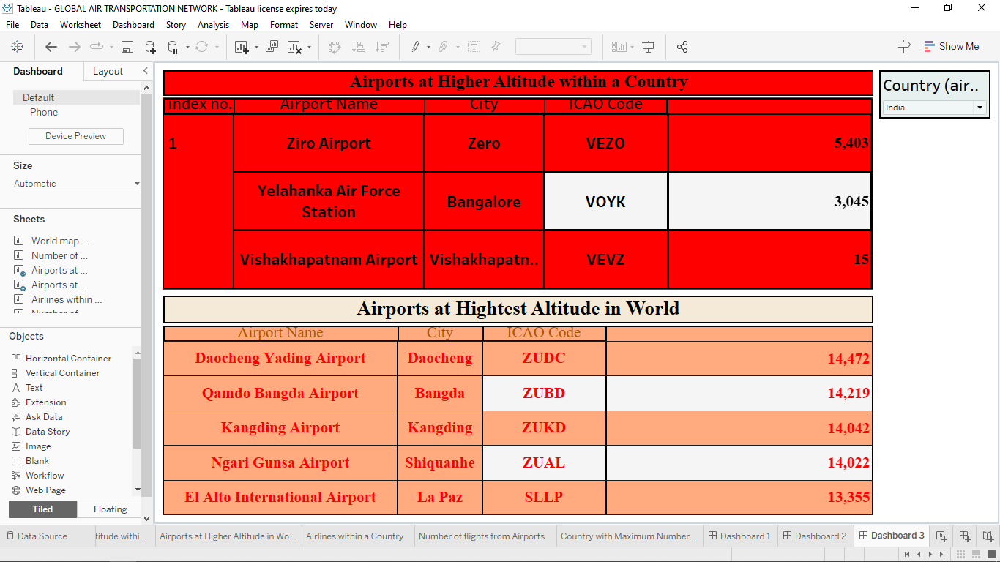 Tableau - GLOBAL AIR TRANSPORTATION NETWORK - Tableau license expires today
File Data Worksheet Dashboard Story Analysis Map Format Server Window Help
Show Me
Dashboard Layout
Default
Phone
Device Preview
Size
Automatic
Sheets
World map ...
Number of ...
Airports at ...
Airports at ...
Airlines within ...
Number of
Objects
Horizontal Container
Vertical Container
Text
Extension
Ask Data
Data Story
Image
Blank
Workflow
Web Page
Tiled Floating
Airports at Higher Altitude within a Country
index no. Airport Name City ICAO Code
1 Ziro Airport Zero VEZO 5,403
Yelahanka Air Force
Station Bangalore VOYK 3,045
Vishakhapatnam Airport Vishakhapatn.. VEVZ 15
Country (air..
India
Airports at Hightest Altitude in World
Airport Name City ICAO Code
Daocheng Yading Airport Daocheng ZUDC 14,472
Qamdo Bangda Airport Bangda ZUBD 14,219
Kangding Airport Kangding ZUKD 14,042
Ngari Gunsa Airport Shiquanhe ZUAL 14,022
El Alto International Airport La Paz SLLP 13,355
Data Source titude withi... Airports at Higher Altitude in Wo... Airlines within a Country Number of flights from Airports Country with Maximum Number... Dashboard 1 Dashboard 2 Dashboard 3